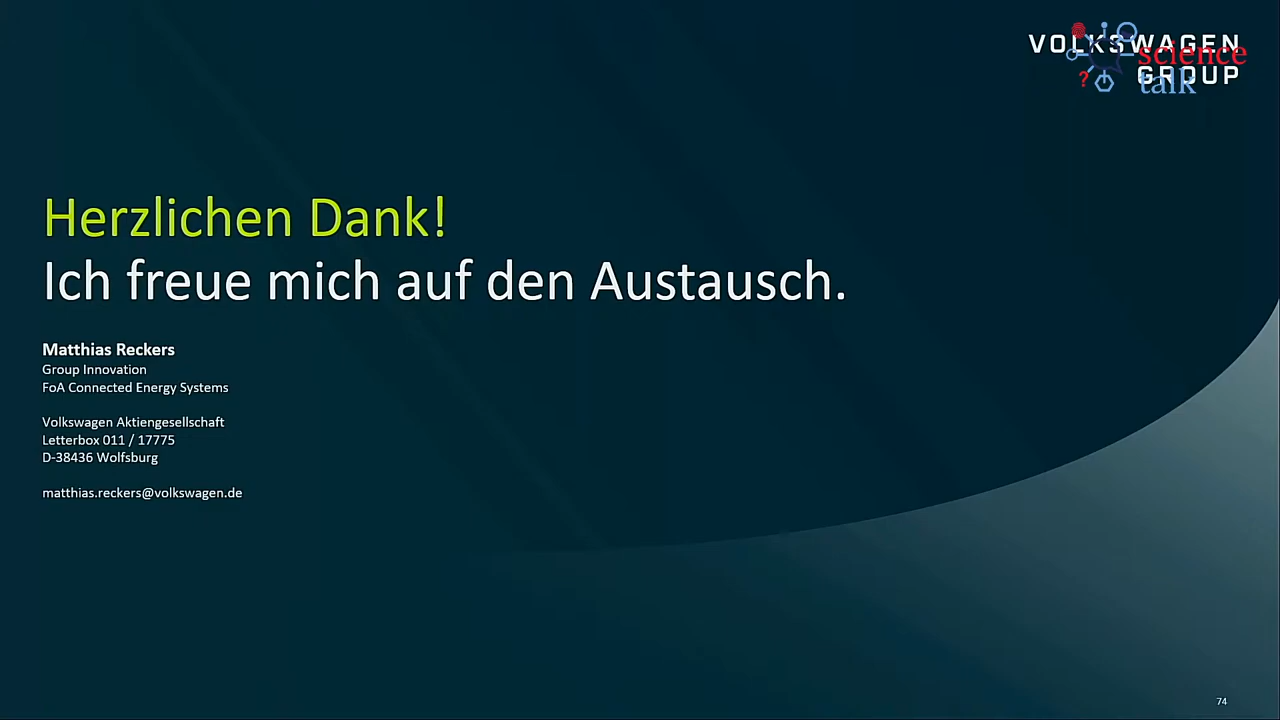 VOLKSWAGEN
GROUP
science
talk
?
Herzlichen Dank!
Ich freue mich auf den Austausch.
Matthias Reckers
Group Innovation
FoA Connected Energy Systems
Volkswagen Aktiengesellschaft
Letterbox 011 / 17775
D-38436 Wolfsburg
matthias.reckers@volkswagen.de
74